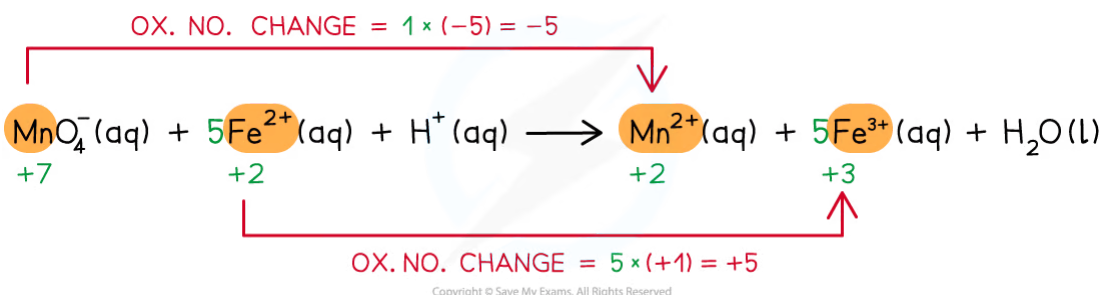 OX. NO. CHANGE = 1 × (−5) = −5
MnO₄⁻(aq) + 5Fe²⁺(aq) + H⁺(aq) ⟶ Mn²⁺(aq) + 5Fe³⁺(aq) + H₂O(l)
+7 +2 +2 +3
OX. NO. CHANGE = 5 × (+1) = +5
Copyright © Save My Exams. All Rights Reserved